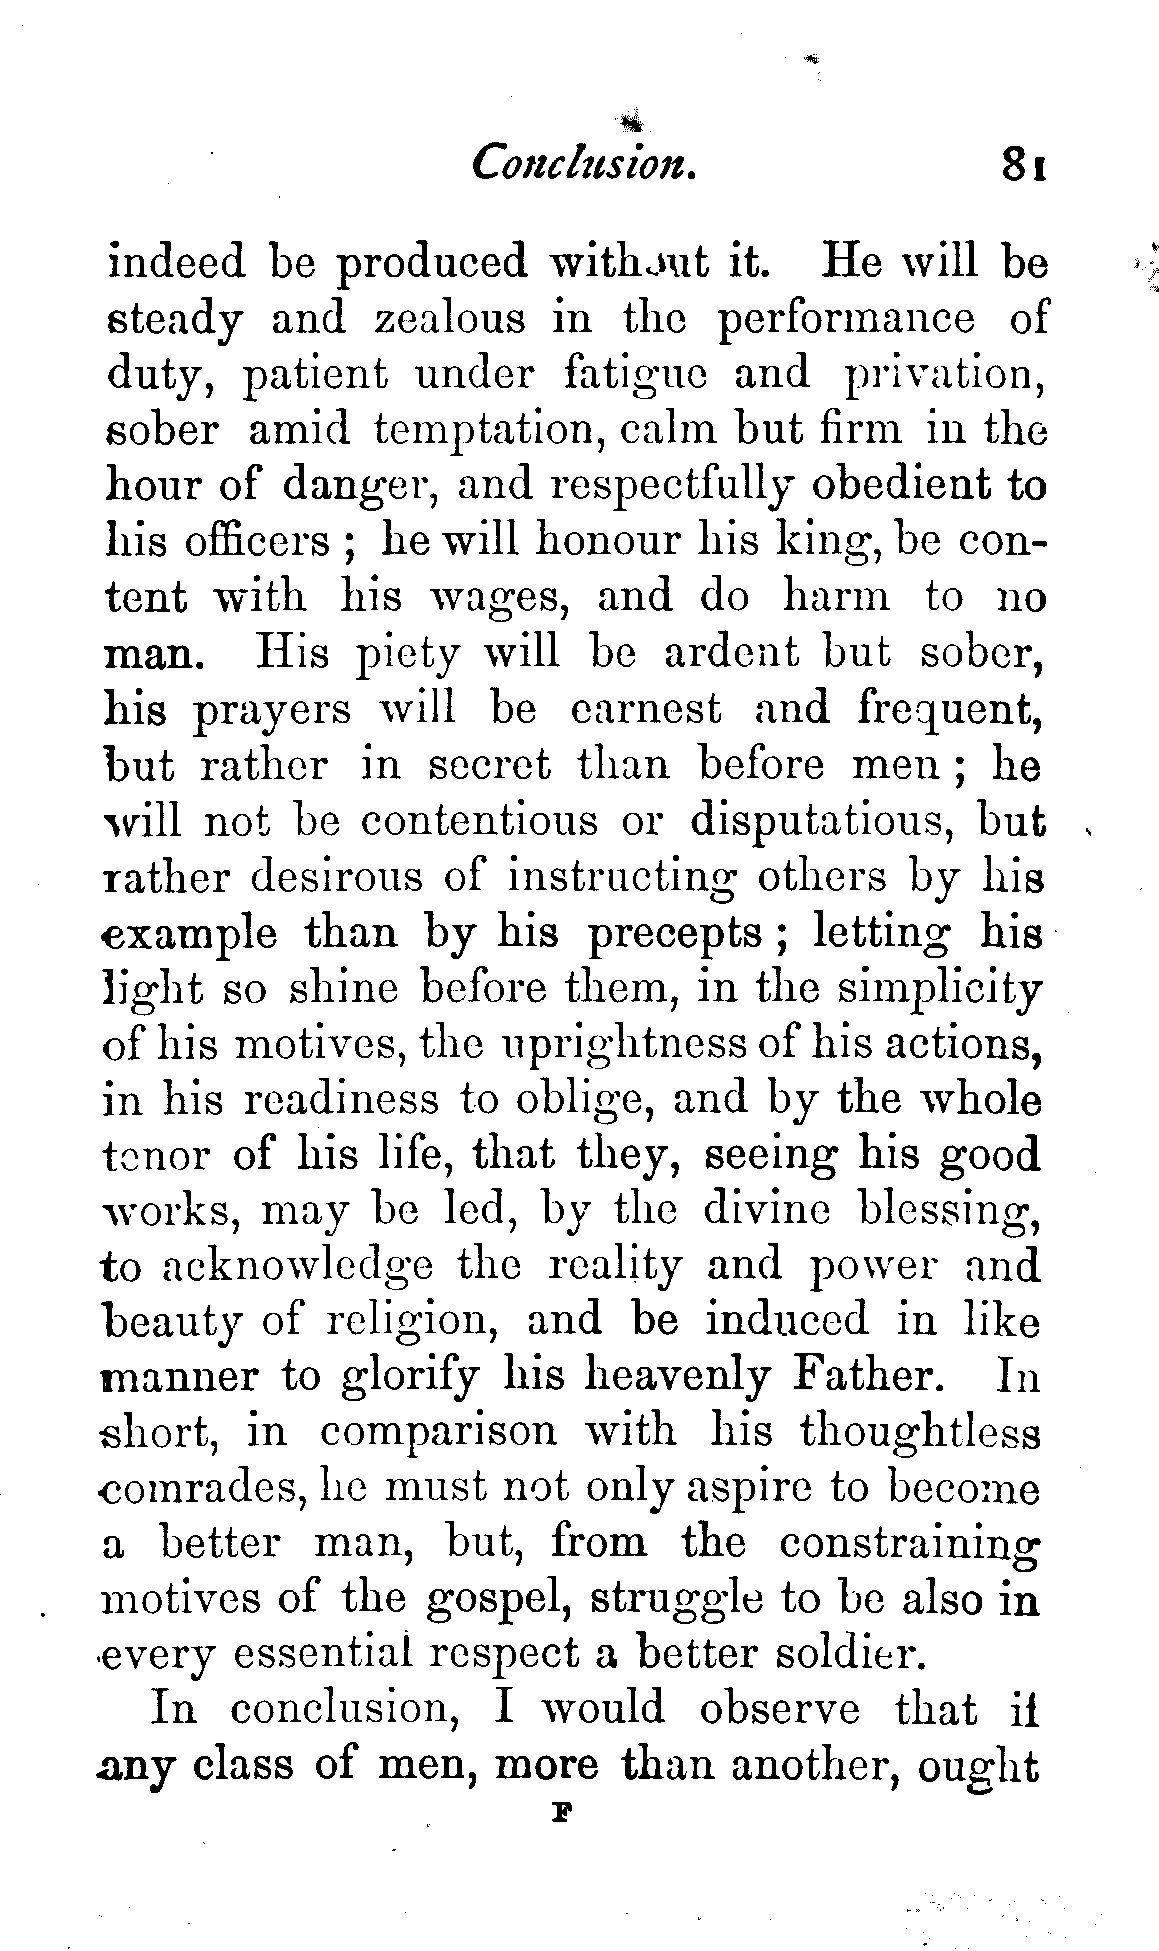 Conclusion. 81
indeed be produced without it. He will be
steady and zealous in the performance of
duty, patient under fatigue and privation,
sober amid temptation, calm but firm in the
hour of danger, and respectfully obedient to
his officers ; he will honour his king, be con-
tent with his wages, and do harm to no
man. His piety will be ardent but sober,
his prayers will be earnest and frequent,
but rather in secret than before men ; he
will not be contentious or disputatious, but
rather desirous of instructing others by his
example than by his precepts ; letting his
light so shine before them, in the simplicity
of his motives, the uprightness of his actions,
in his readiness to oblige, and by the whole
tenor of his life, that they, seeing his good
works, may be led, by the divine blessing,
to acknowledge the reality and power and
beauty of religion, and be induced in like
manner to glorify his heavenly Father. In
short, in comparison with his thoughtless
comrades, he must not only aspire to become
a better man, but, from the constraining
motives of the gospel, struggle to be also in
every essential respect a better soldier.
In conclusion, I would observe that if
any class of men, more than another, ought
F